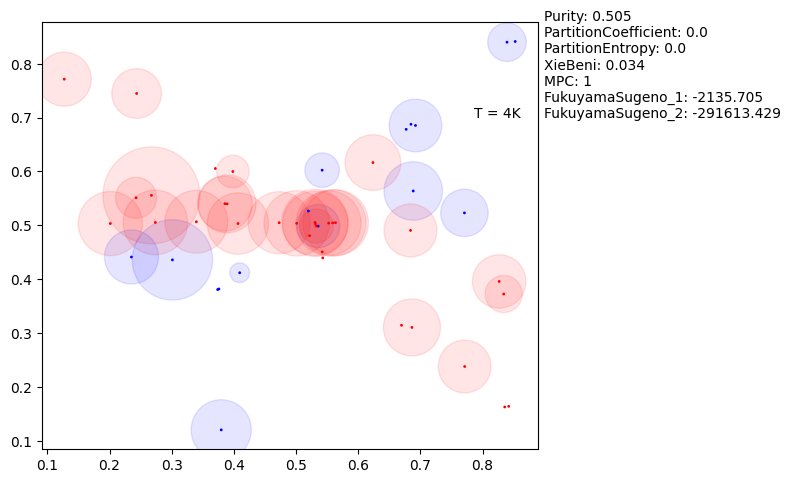 Purity: 0.505
PartitionCoefficient: 0.0
PartitionEntropy: 0.0
XieBeni: 0.034
MPC: 1
FukuyamaSugeno_1: -2135.705
FukuyamaSugeno_2: -291613.429
T = 4K
0.8
0.7
0.6
0.5
0.4
0.3
0.2
0.1
0.1 0.2 0.3 0.4 0.5 0.6 0.7 0.8